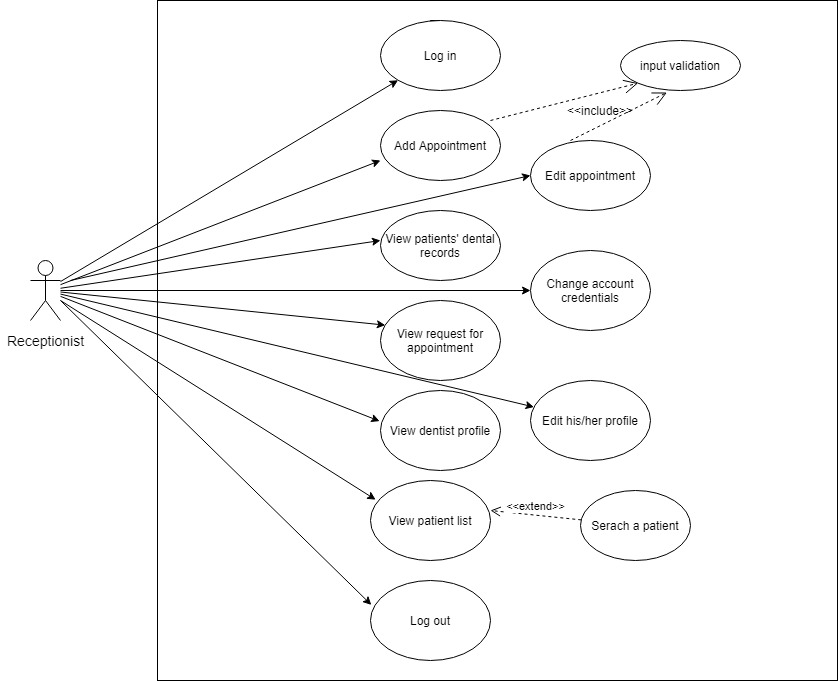 Log in
input validation
<<include>>
Add Appointment
Edit appointment
View patients' dental
records
Change account
credentials
Receptionist
View request for
appointment
Edit his/her profile
View dentist profile
<<extend>>
View patient list
Serach a patient
Log out